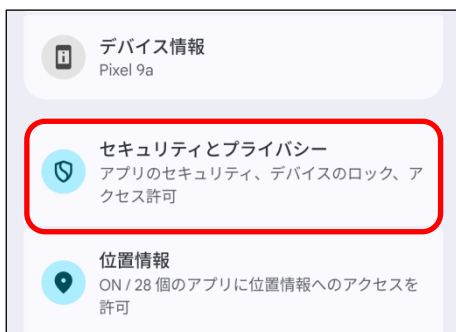 デバイス情報
Pixel 9a
セキュリティとプライバシー
アプリのセキュリティ、デバイスのロック、ア
クセス許可
位置情報
ON / 28 個のアプリに位置情報へのアクセスを
許可